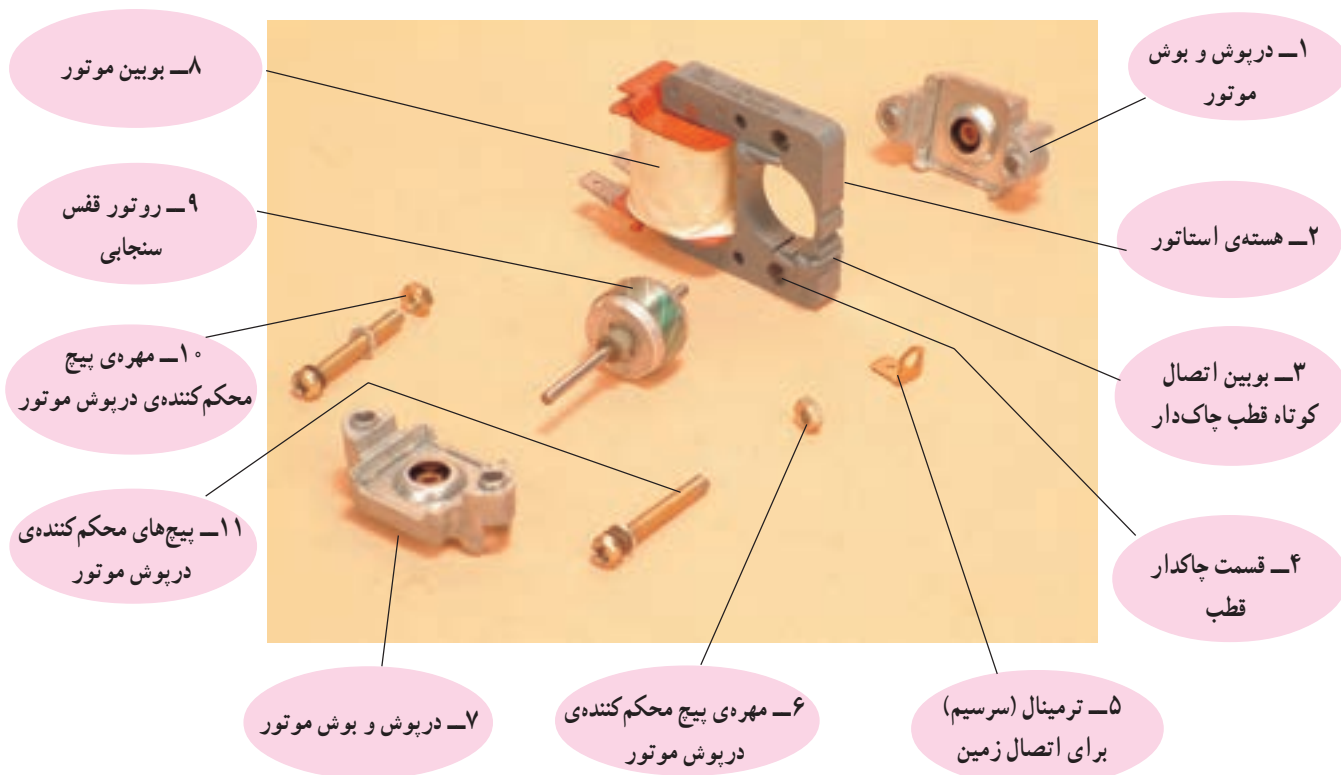 ۱ــ درپوش و بوش
موتور
۲ــ هسته‌ی استاتور
۳ــ بوبین اتصال
کوتاه قطب چاک‌دار
۴ــ قسمت چاکدار
قطب
۵ــ ترمینال (سرسیم)
برای اتصال زمین
۶ــ مهره‌ی پیچ محکم‌کننده‌ی
درپوش موتور
۷ــ درپوش و بوش موتور
۸ــ بوبین موتور
۹ــ روتور قفس
سنجابی
۱۰ــ مهره‌ی پیچ
محکم‌کننده‌ی درپوش موتور
۱۱ــ پیچ‌های محکم‌کننده‌ی
درپوش موتور